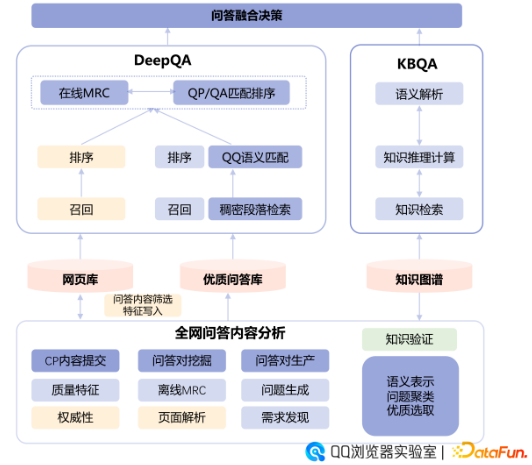 问答融合决策
DeepQA
在线MRC
QP/QA匹配排序
排序
排序
QQ语义匹配
召回
召回
稠密段落检索
KBQA
语义解析
知识推理计算
知识检索
网页库
优质问答库
知识图谱
问答内容筛选
特征写入
全网问答内容分析
CP内容提交
问答对挖掘
问答对生产
质量特征
离线MRC
问题生成
权威性
页面解析
需求发现
知识验证
语义表示
问题聚类
优质选取
QQ浏览器实验室 | DataFun.